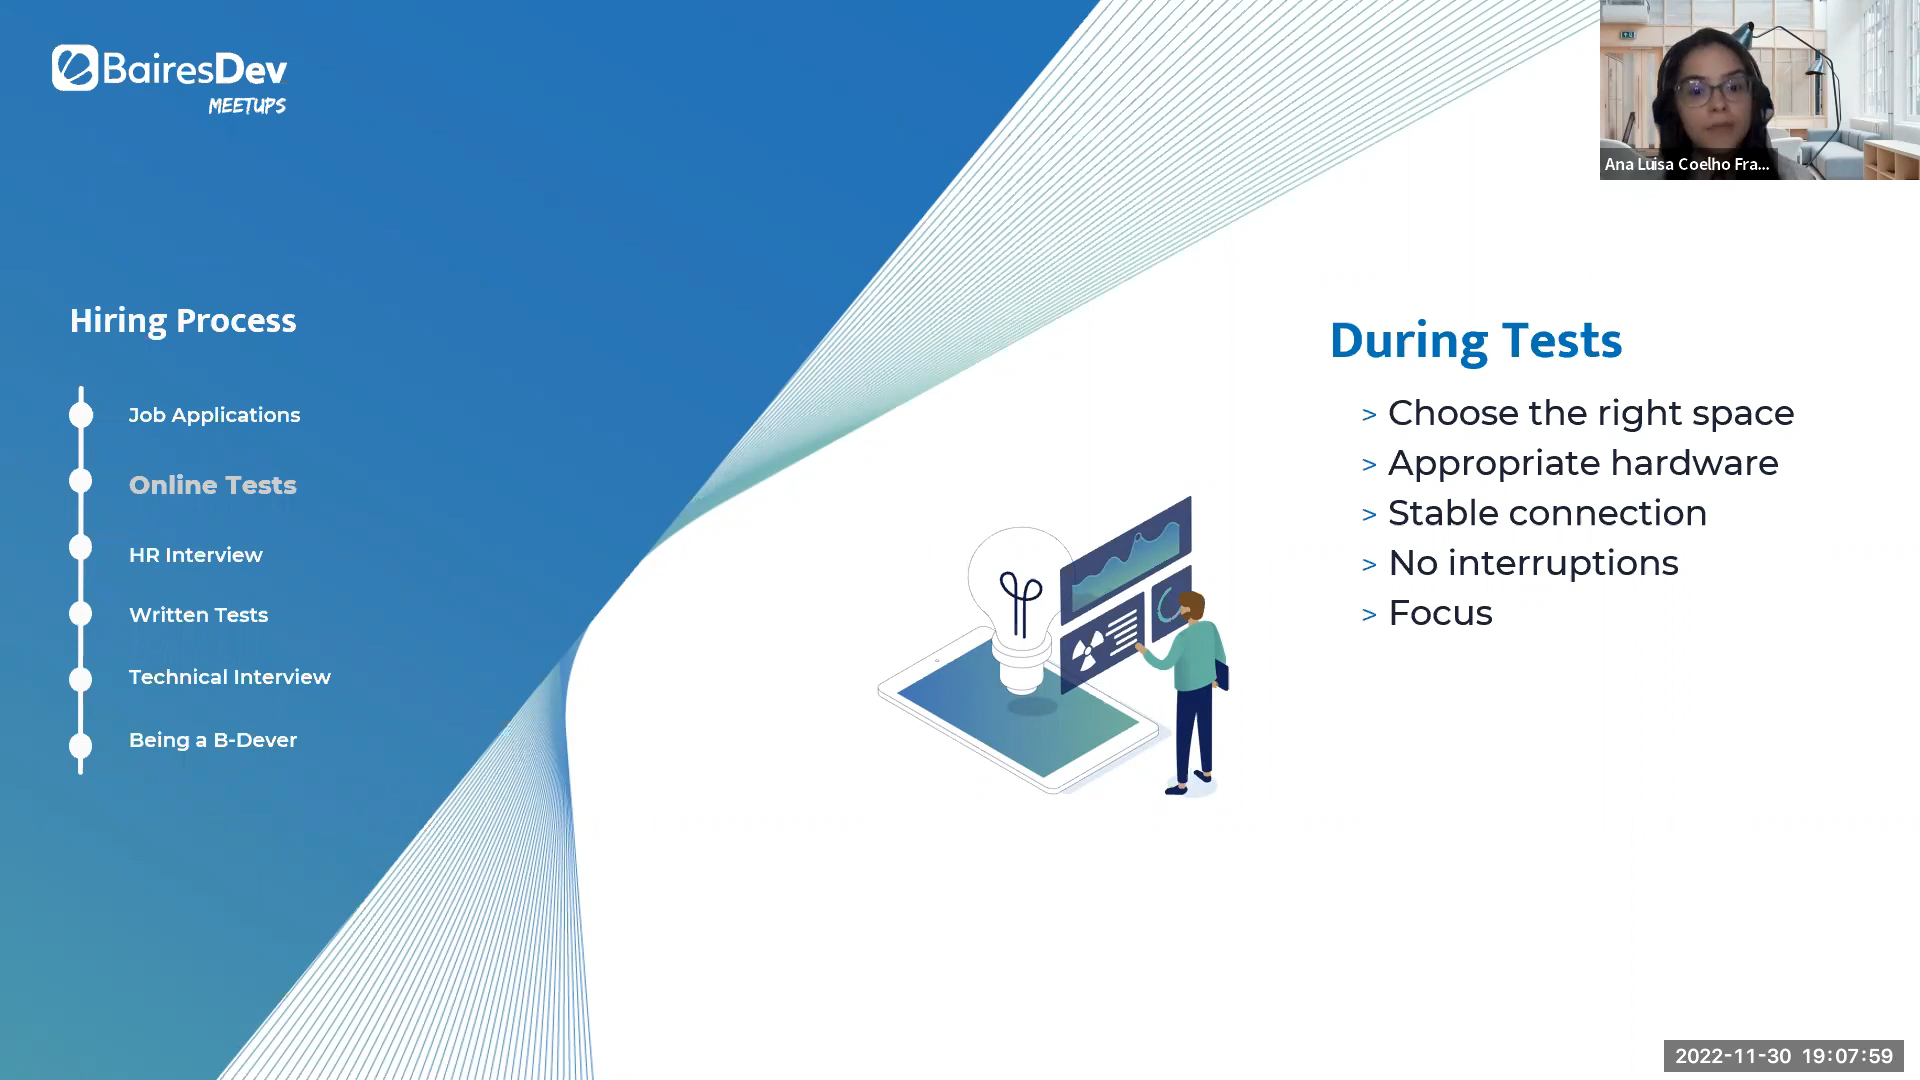 BairesDev
MEETUPS
Ana Luisa Coelho Fra...
Hiring Process
Job Applications
Online Tests
HR Interview
Written Tests
Technical Interview
Being a B-Dever
During Tests
> Choose the right space
> Appropriate hardware
> Stable connection
> No interruptions
> Focus
2022-11-30 19:07:59